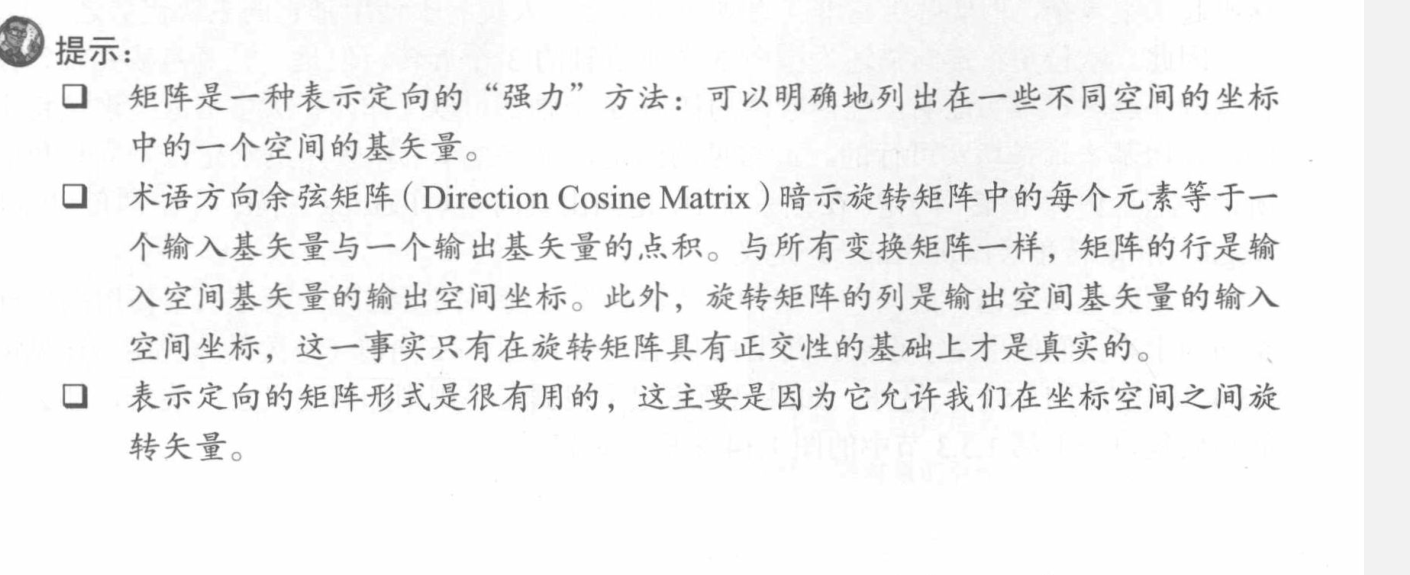 提示:
❑ 矩阵是一种表示定向的“强力”方法：可以明确地列出在一些不同空间的坐标
中的一个空间的基矢量。
❑ 术语方向余弦矩阵（Direction Cosine Matrix）暗示旋转矩阵中的每个元素等于一
个输入基矢量与一个输出基矢量的点积。与所有变换矩阵一样，矩阵的行是输
入空间基矢量的输出空间坐标。此外，旋转矩阵的列是输出空间基矢量的输入
空间坐标，这一事实只有在旋转矩阵具有正交性的基础上才是真实的。
❑ 表示定向的矩阵形式是很有用的，这主要是因为它允许我们在坐标空间之间旋
转矢量。